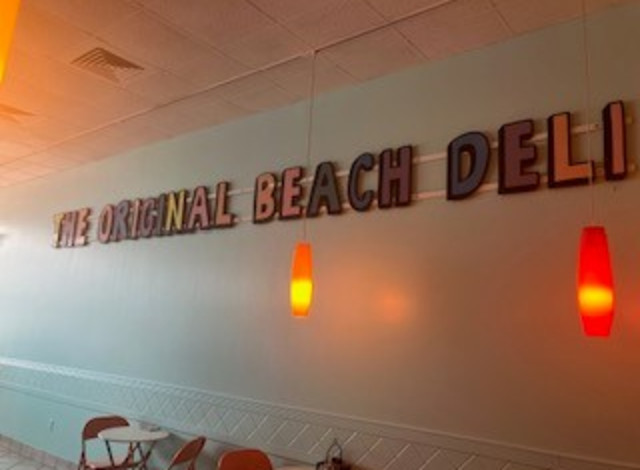 THE ORIGINAL BEACH DELI